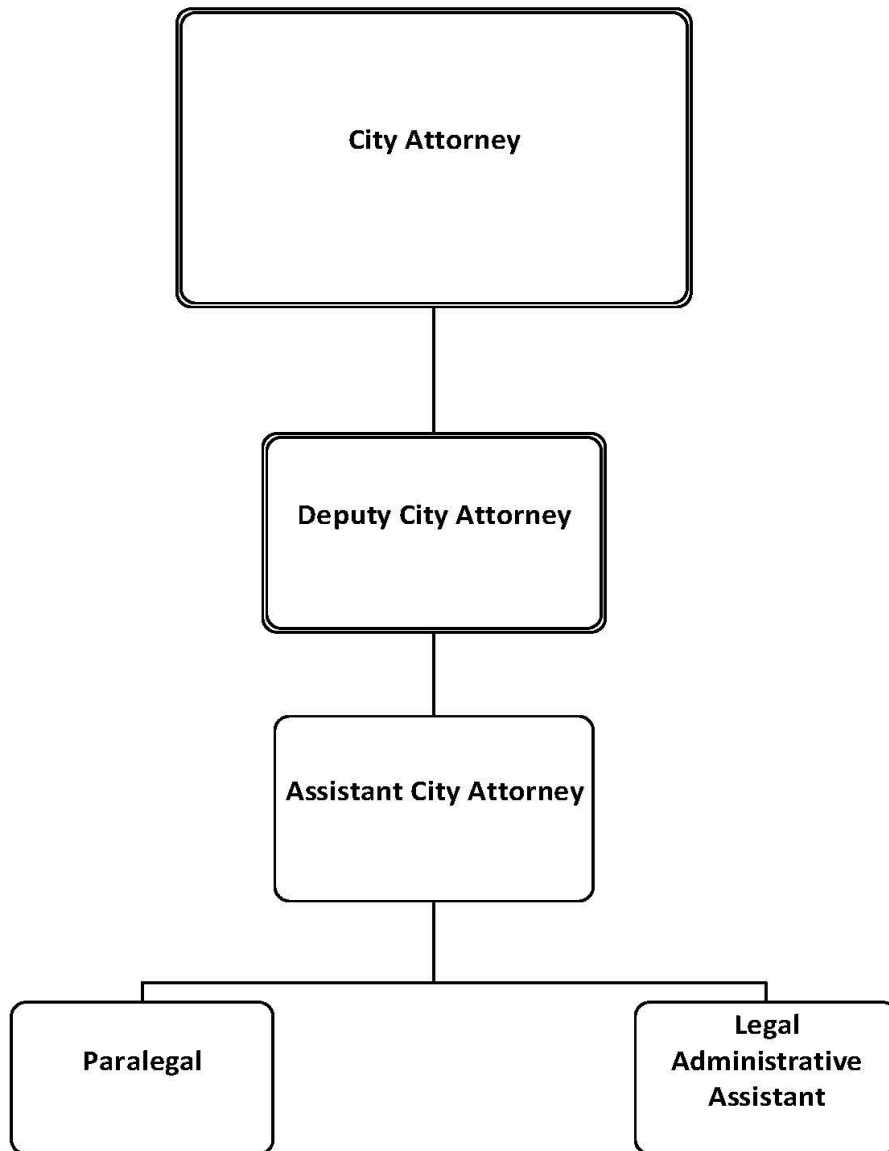 City Attorney
Deputy City Attorney
Assistant City Attorney
Paralegal
Legal
Administrative
Assistant